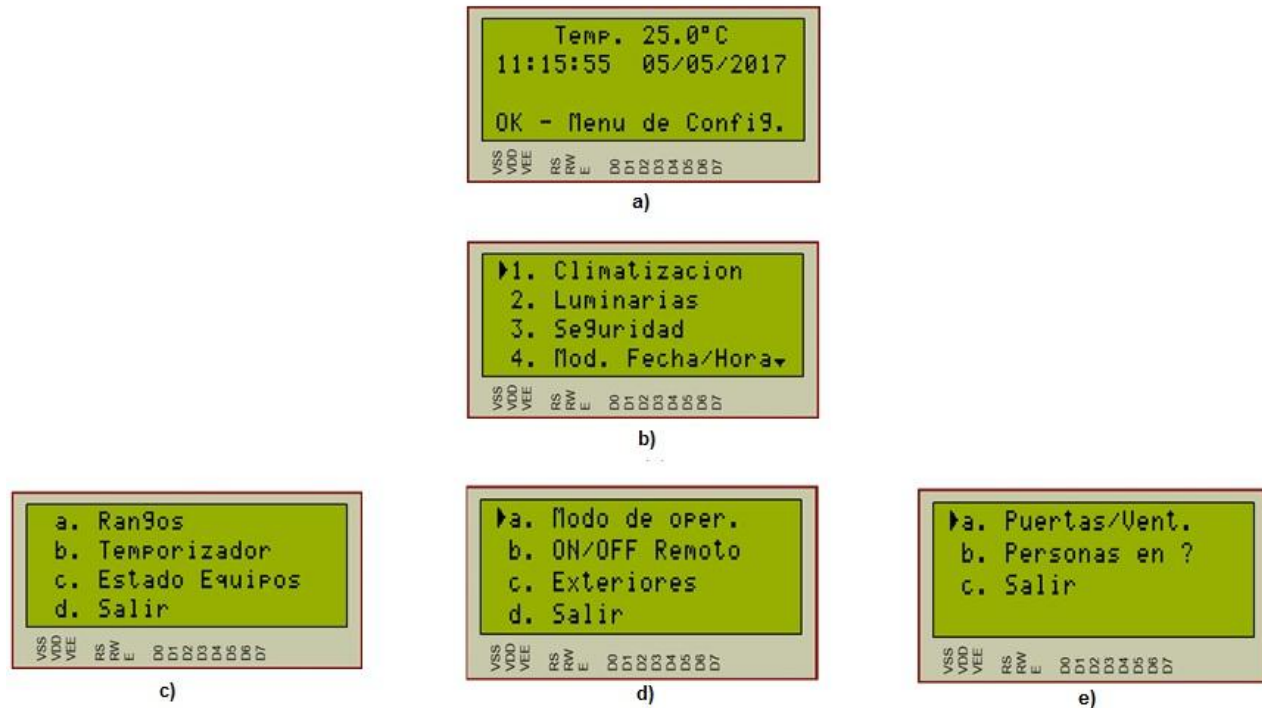 Temp. 25.0°C
11:15:55 05/05/2017
OK - Menu de Config.
VSS VDD VEE RS RW E D0 D1 D2 D3 D4 D5 D6 D7
a)
1. Climatizacion
2. Luminarias
3. Seguridad
4. Mod. Fecha/Hora
VSS VDD VEE RS RW E D0 D1 D2 D3 D4 D5 D6 D7
b)
a. Rangos
b. Temporizador
c. Estado Equipos
d. Salir
VSS VDD VEE RS RW E D0 D1 D2 D3 D4 D5 D6 D7
c)
a. Modo de oper.
b. ON/OFF Remoto
c. Exteriores
d. Salir
VSS VDD VEE RS RW E D0 D1 D2 D3 D4 D5 D6 D7
d)
a. Puertas/Vent.
b. Personas en ?
c. Salir
VSS VDD VEE RS RW E D0 D1 D2 D3 D4 D5 D6 D7
e)